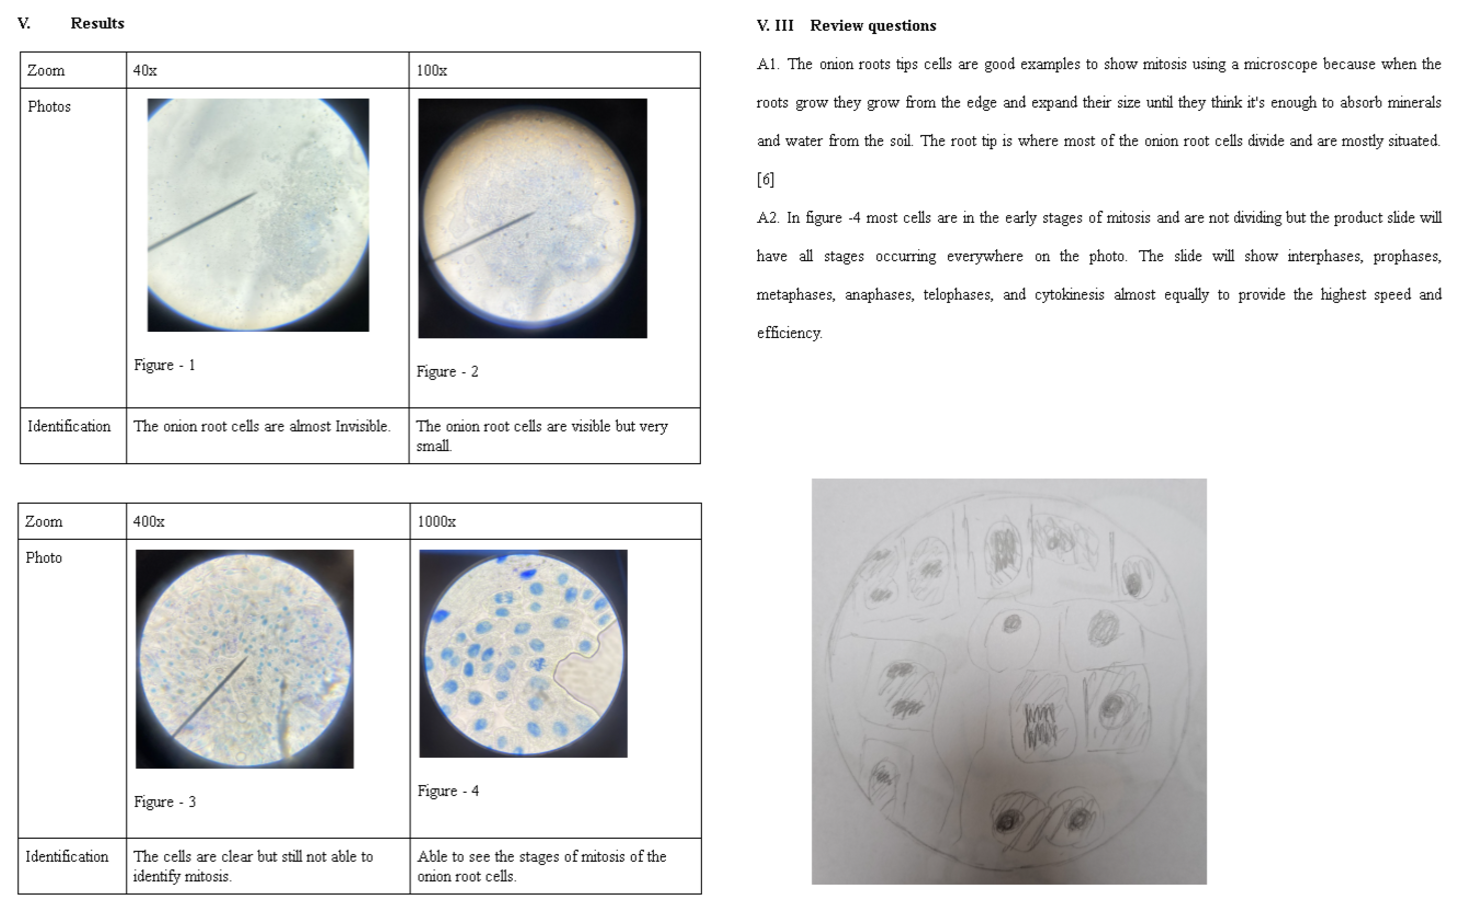 V. Results
Zoom 40x 100x
Photos
Figure - 1
Figure - 2
Identification The onion root cells are almost Invisible. The onion root cells are visible but very
small.
Zoom 400x 1000x
Photo
Figure - 3
Figure - 4
Identification The cells are clear but still not able to Able to see the stages of mitosis of the
identify mitosis. onion root cells.
V. III Review questions
A1. The onion roots tips cells are good examples to show mitosis using a microscope because when the
roots grow they grow from the edge and expand their size until they think it's enough to absorb minerals
and water from the soil. The root tip is where most of the onion root cells divide and are mostly situated.
[6]
A2. In figure -4 most cells are in the early stages of mitosis and are not dividing but the product slide will
have all stages occurring everywhere on the photo. The slide will show interphases, prophases,
metaphases, anaphases, telophases, and cytokinesis almost equally to provide the highest speed and
efficiency.